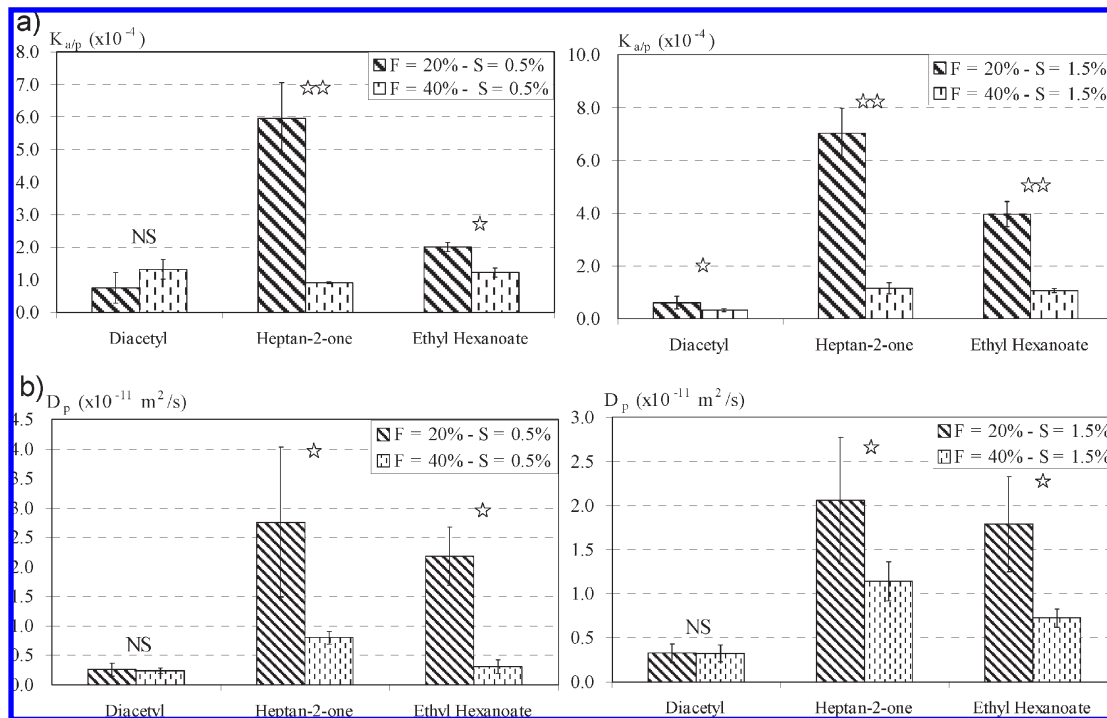 a)
K a/p (x10⁻⁴)
8.0
7.0
6.0
5.0
4.0
3.0
2.0
1.0
0.0
F = 20% - S = 0.5%
F = 40% - S = 0.5%
☆☆
NS
☆
Diacetyl Heptan-2-one Ethyl Hexanoate
K a/p (x10⁻⁴)
10.0
8.0
6.0
4.0
2.0
0.0
F = 20% - S = 1.5%
F = 40% - S = 1.5%
☆☆
☆☆
☆
Diacetyl Heptan-2-one Ethyl Hexanoate
b)
D p (x10⁻¹¹ m²/s)
4.5
4.0
3.5
3.0
2.5
2.0
1.5
1.0
0.5
0.0
F = 20% - S = 0.5%
F = 40% - S = 0.5%
☆
☆
NS
Diacetyl Heptan-2-one Ethyl Hexanoate
D p (x10⁻¹¹ m²/s)
3.0
2.5
2.0
1.5
1.0
0.5
0.0
F = 20% - S = 1.5%
F = 40% - S = 1.5%
☆
☆
NS
Diacetyl Heptan-2-one Ethyl Hexanoate